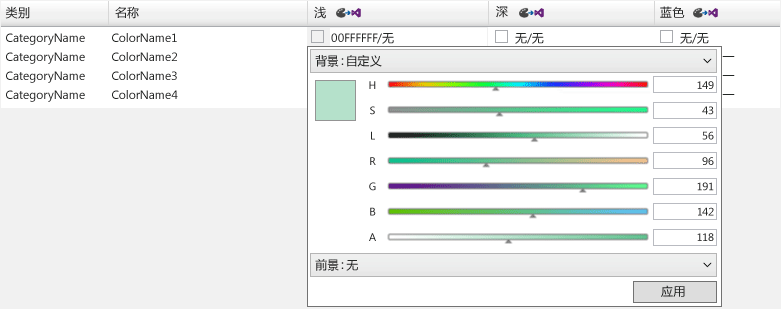 类别 名称 浅 深 蓝色
CategoryName ColorName1 00FFFFFF/无 无/无 无/无
CategoryName ColorName2
CategoryName ColorName3
CategoryName ColorName4
背景:自定义
H 149
S 43
L 56
R 96
G 191
B 142
A 118
前景:无
应用